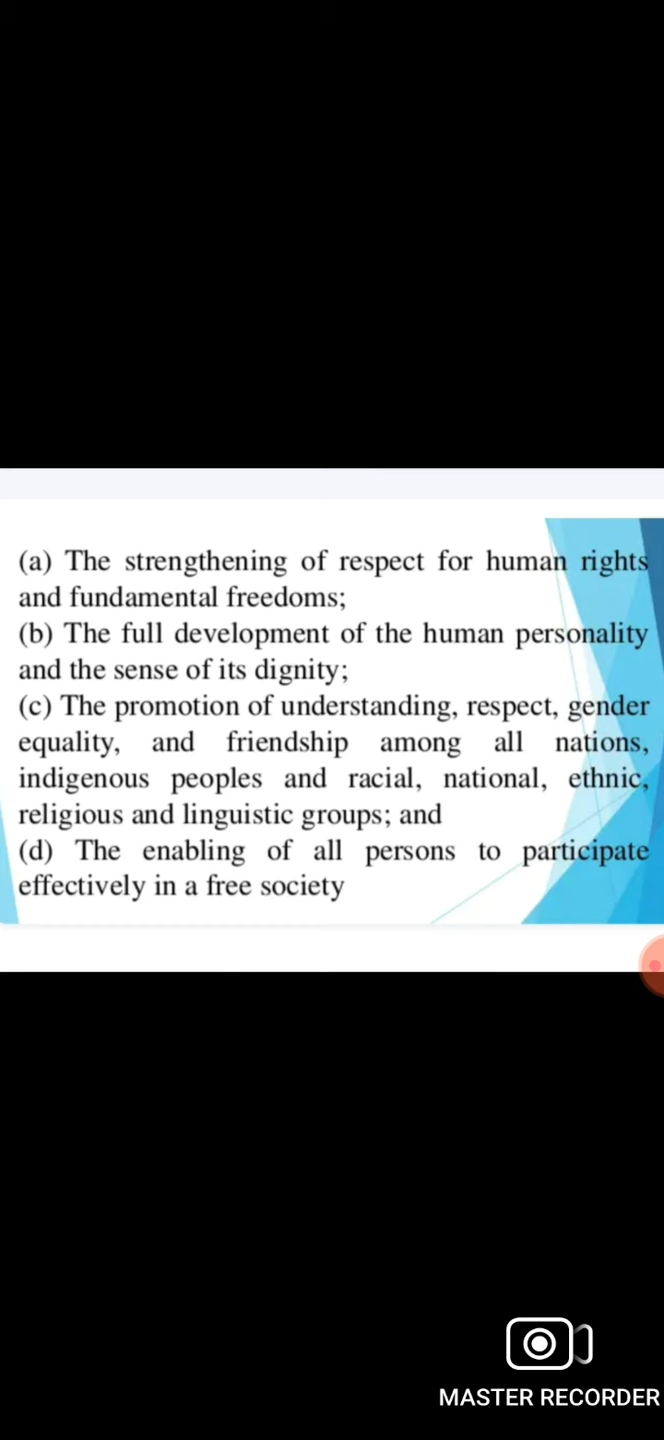 (a) The strengthening of respect for human rights
and fundamental freedoms;
(b) The full development of the human personality
and the sense of its dignity;
(c) The promotion of understanding, respect, gender
equality, and friendship among all nations,
indigenous peoples and racial, national, ethnic,
religious and linguistic groups; and
(d) The enabling of all persons to participate
effectively in a free society
MASTER RECORDER